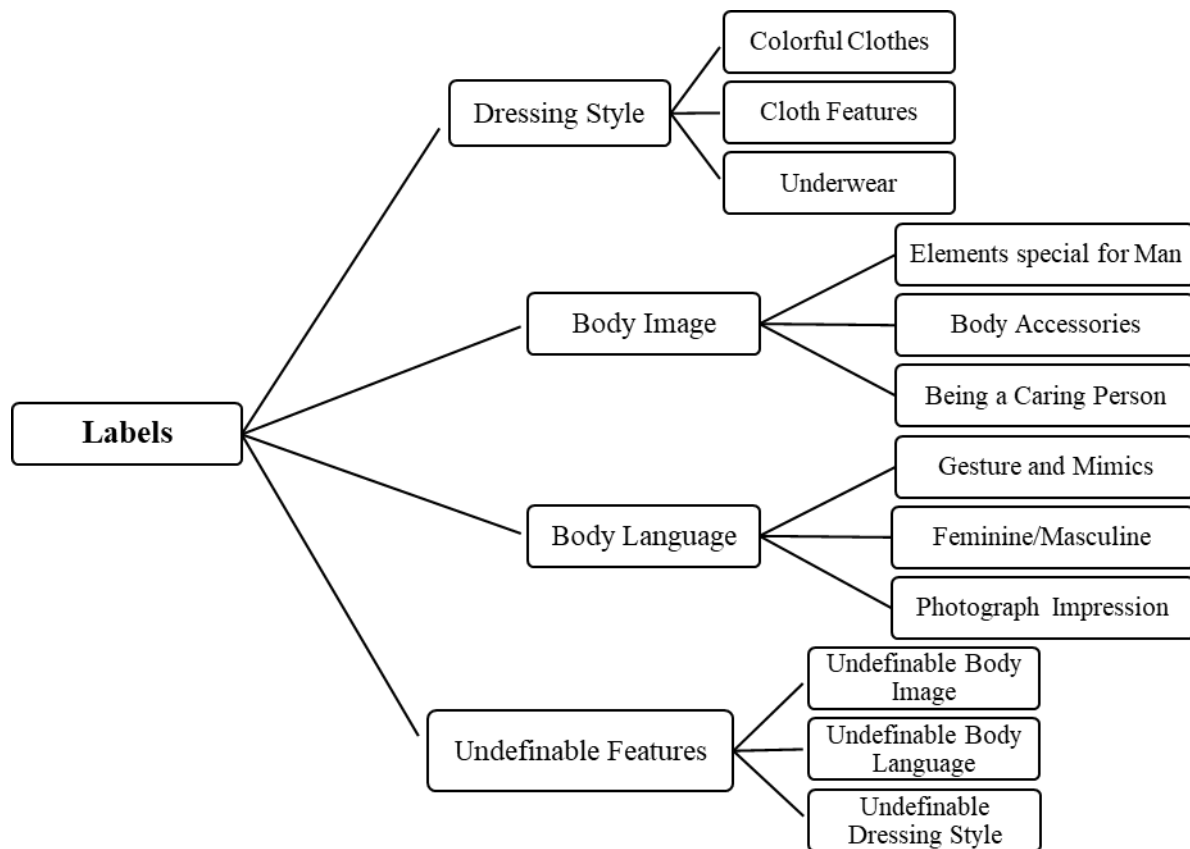 Labels
Dressing Style
Colorful Clothes
Cloth Features
Underwear
Body Image
Elements special for Man
Body Accessories
Being a Caring Person
Body Language
Gesture and Mimics
Feminine/Masculine
Photograph Impression
Undefinable Features
Undefinable Body
Image
Undefinable Body
Language
Undefinable
Dressing Style